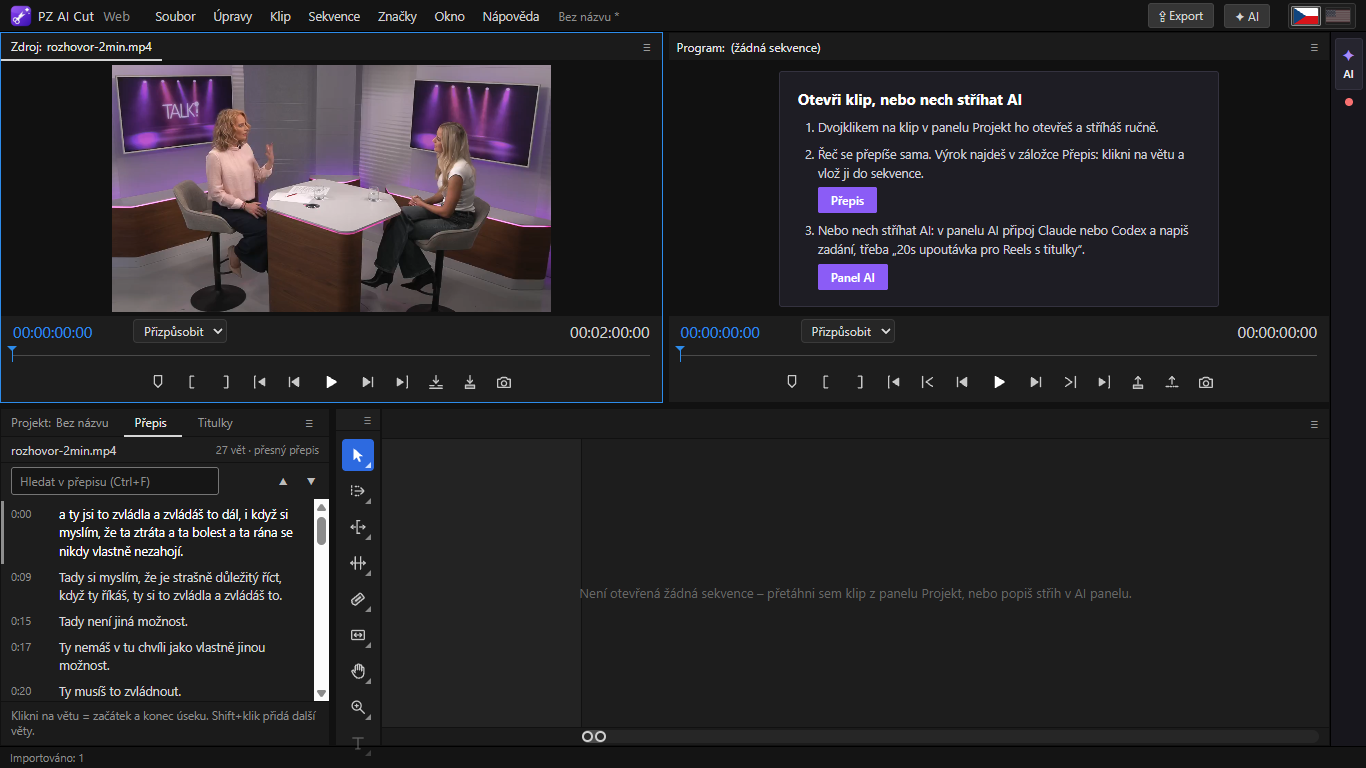 PZ AI Cut Web Soubor Úpravy Klip Sekvence Značky Okno Nápověda Bez názvu * Export AI
Zdroj: rozhovor-2min.mp4
TALK!
00:00:00:00 Přizpůsobit 00:02:00:00
Program: (žádná sekvence)
Otevři klip, nebo nech stříhat AI
1. Dvojklikem na klip v panelu Projekt ho otevřeš a stříháš ručně.
2. Řeč se přepíše sama. Výrok najdeš v záložce Přepis: klikni na větu a
vlož ji do sekvence.
Přepis
3. Nebo nech stříhat AI: v panelu AI připoj Claude nebo Codex a napiš
zadání, třeba „20s upoutávka pro Reels s titulky“.
Panel AI
00:00:00:00 Přizpůsobit 00:00:00:00
AI
Projekt: Bez názvu Přepis Titulky
rozhovor-2min.mp4 27 vět · přesný přepis
Hledat v přepisu (Ctrl+F)
0:00 a ty jsi to zvládla a zvládáš to dál, i když si
myslím, že ta ztráta a ta bolest a ta rána se
nikdy vlastně nezahojí.
0:09 Tady si myslím, že je strašně důležitý říct,
když ty říkáš, ty si to zvládla a zvládáš to.
0:15 Tady není jiná možnost.
0:17 Ty nemáš v tu chvíli jako vlastně jinou
možnost.
0:20 Ty musíš to zvládnout.
Klikni na větu = začátek a konec úseku. Shift+klik přidá další
věty.
Není otevřená žádná sekvence – přetáhni sem klip z panelu Projekt, nebo popiš střih v AI panelu.
Importováno: 1